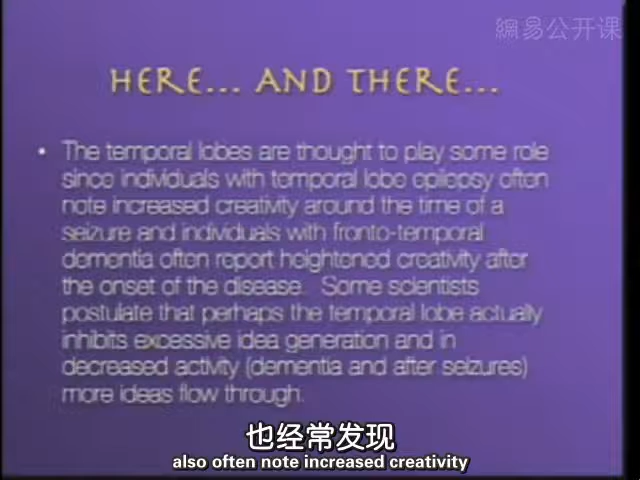 網易公开课
HERE... AND THERE...
• The temporal lobes are thought to play some role
since individuals with temporal lobe epilepsy often
note increased creativity around the time of a
seizure and individuals with fronto-temporal
dementia often report heightened creativity after
the onset of the disease. Some scientists
postulate that perhaps the temporal lobe actually
inhibits excessive idea generation and in
decreased activity (dementia and after seizures)
more ideas flow through.
也经常发现
also often note increased creativity